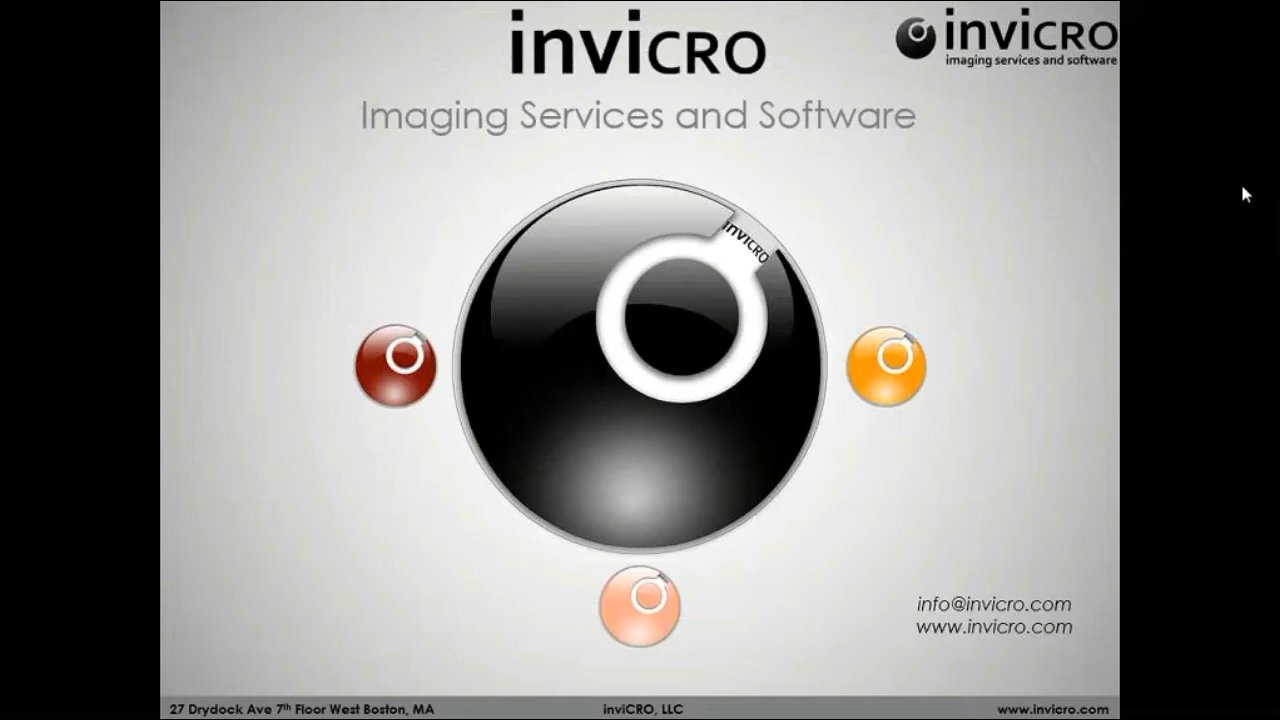 inviCRO
inviCRO
imaging services and software
Imaging Services and Software
inviCRO
info@invicro.com
www.invicro.com
27 Drydock Ave 7th Floor West Boston, MA
inviCRO, LLC
www.invicro.com